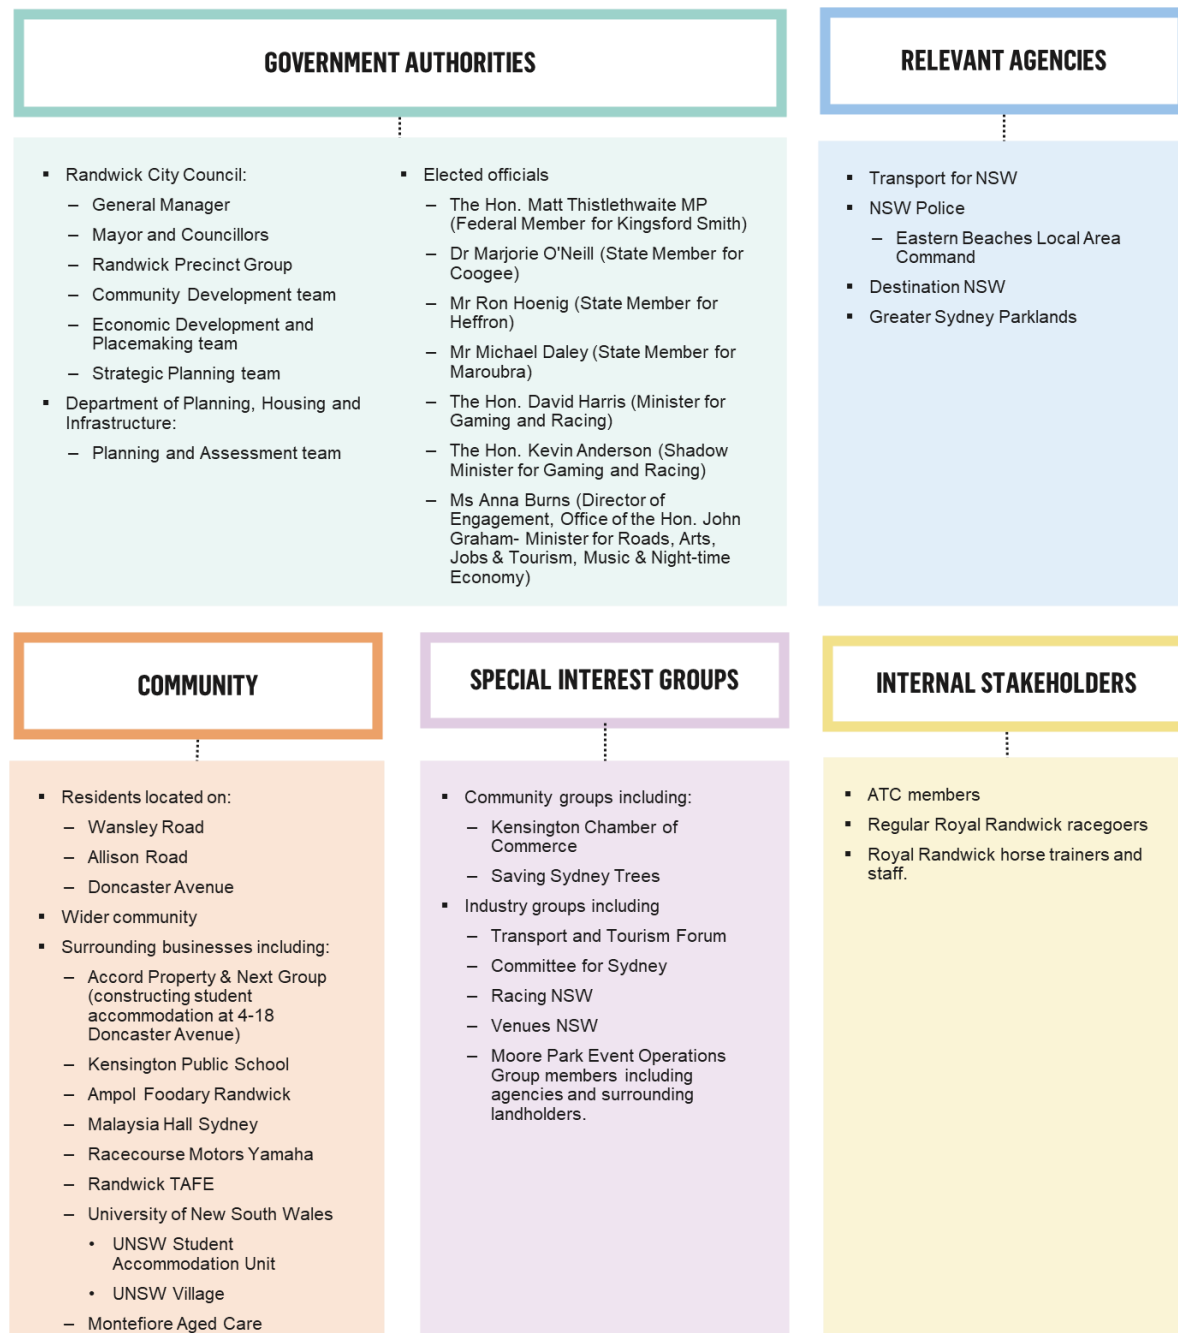 GOVERNMENT AUTHORITIES
▪ Randwick City Council:
– General Manager
– Mayor and Councillors
– Randwick Precinct Group
– Community Development team
– Economic Development and
Placemaking team
– Strategic Planning team
▪ Department of Planning, Housing and
Infrastructure:
– Planning and Assessment team
▪ Elected officials
– The Hon. Matt Thistlethwaite MP
(Federal Member for Kingsford Smith)
– Dr Marjorie O'Neill (State Member for
Coogee)
– Mr Ron Hoenig (State Member for
Heffron)
– Mr Michael Daley (State Member for
Maroubra)
– The Hon. David Harris (Minister for
Gaming and Racing)
– The Hon. Kevin Anderson (Shadow
Minister for Gaming and Racing)
– Ms Anna Burns (Director of
Engagement, Office of the Hon. John
Graham- Minister for Roads, Arts,
Jobs & Tourism, Music & Night-time
Economy)
RELEVANT AGENCIES
▪ Transport for NSW
▪ NSW Police
– Eastern Beaches Local Area
Command
▪ Destination NSW
▪ Greater Sydney Parklands
COMMUNITY
▪ Residents located on:
– Wansley Road
– Allison Road
– Doncaster Avenue
▪ Wider community
▪ Surrounding businesses including:
– Accord Property & Next Group
(constructing student
accommodation at 4-18
Doncaster Avenue)
– Kensington Public School
– Ampol Foodary Randwick
– Malaysia Hall Sydney
– Racecourse Motors Yamaha
– Randwick TAFE
– University of New South Wales
• UNSW Student
Accommodation Unit
• UNSW Village
– Montefiore Aged Care
SPECIAL INTEREST GROUPS
▪ Community groups including:
– Kensington Chamber of
Commerce
– Saving Sydney Trees
▪ Industry groups including
– Transport and Tourism Forum
– Committee for Sydney
– Racing NSW
– Venues NSW
– Moore Park Event Operations
Group members including
agencies and surrounding
landholders.
INTERNAL STAKEHOLDERS
▪ ATC members
▪ Regular Royal Randwick racegoers
▪ Royal Randwick horse trainers and
staff.